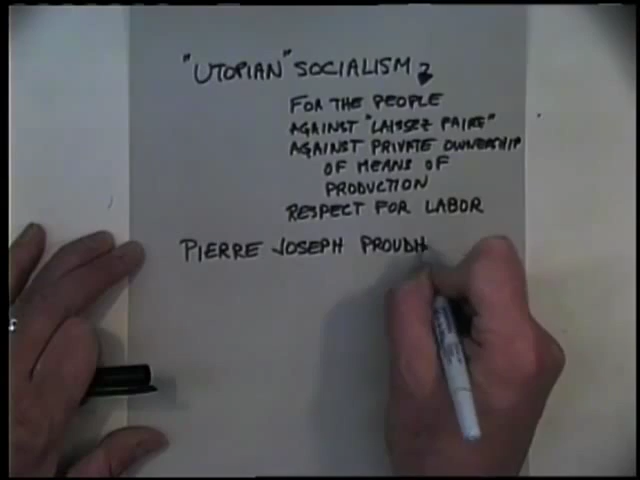 "UTOPIAN" SOCIALISM
FOR THE PEOPLE
AGAINST "LAISSEZ FAIRE"
AGAINST PRIVATE OWNERSHIP
OF MEANS OF
PRODUCTION
RESPECT FOR LABOR
PIERRE JOSEPH PROUDH